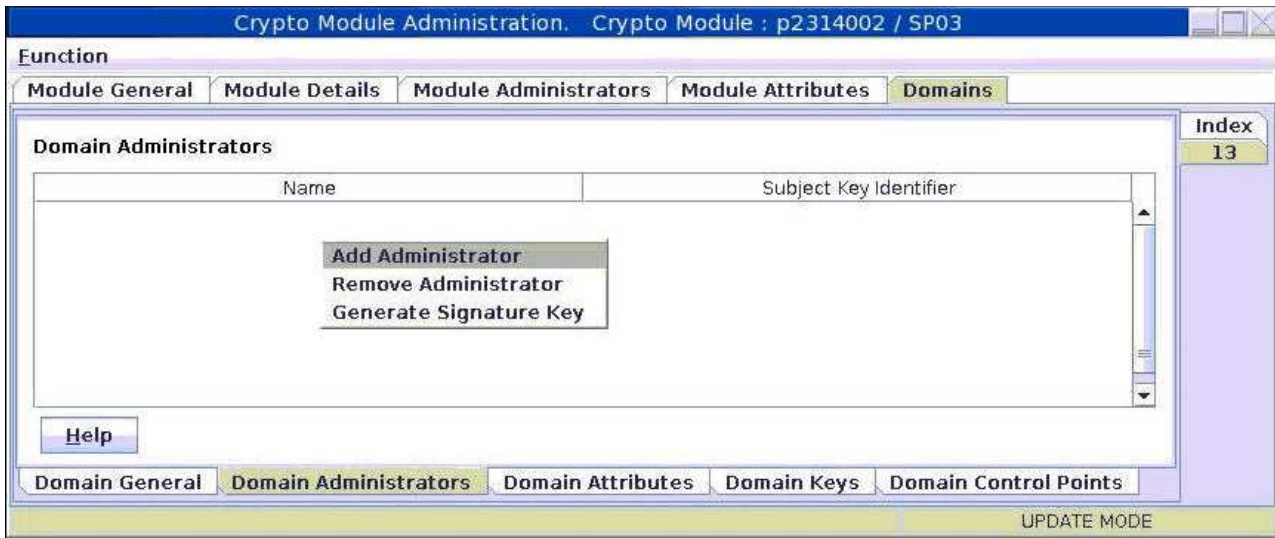 Crypto Module Administration. Crypto Module : p2314002 / SP03
Function
Module General Module Details Module Administrators Module Attributes Domains
Index
13
Domain Administrators
Name Subject Key Identifier
Add Administrator
Remove Administrator
Generate Signature Key
Help
Domain General Domain Administrators Domain Attributes Domain Keys Domain Control Points
UPDATE MODE